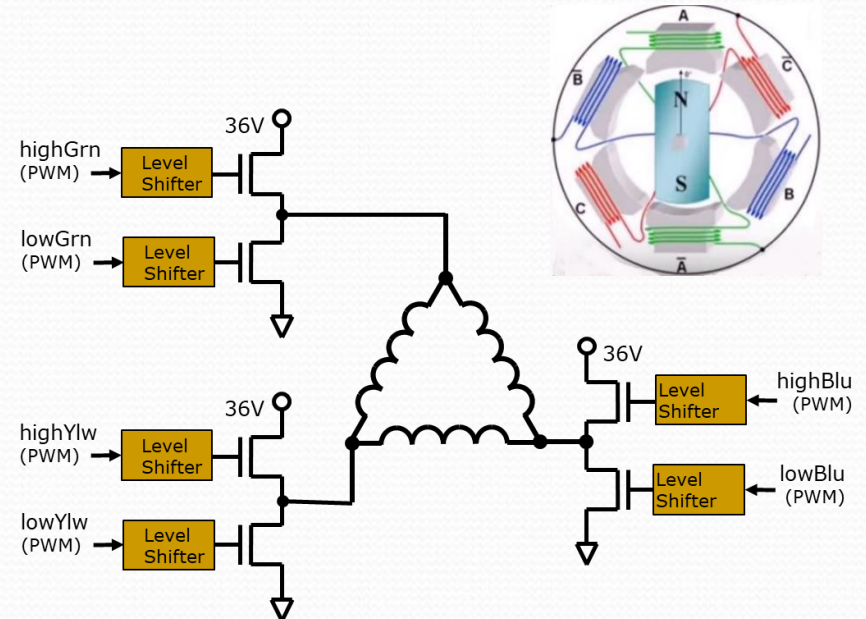 A
B̅
C̅
0°
N
S
C
B
A̅
36V
highGrn
(PWM)
Level
Shifter
lowGrn
(PWM)
Level
Shifter
36V
highYlw
(PWM)
Level
Shifter
lowYlw
(PWM)
Level
Shifter
36V
highBlu
(PWM)
Level
Shifter
lowBlu
(PWM)
Level
Shifter